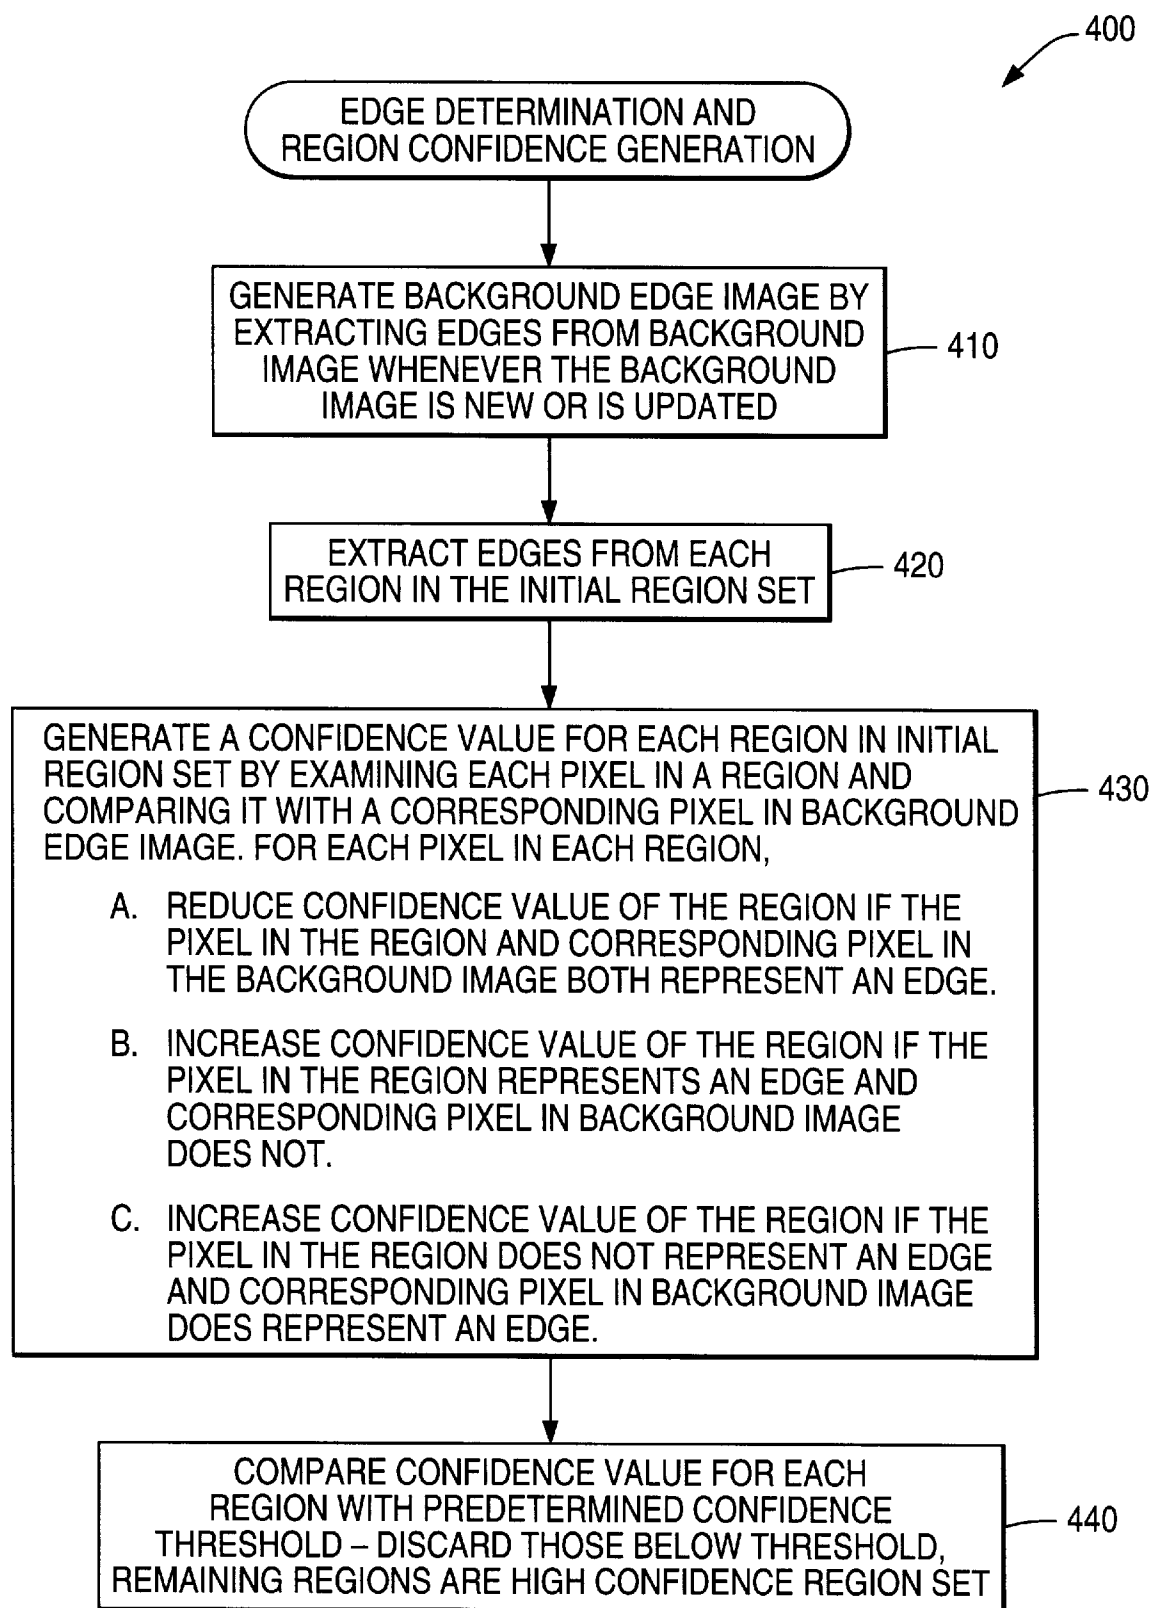 400
EDGE DETERMINATION AND
REGION CONFIDENCE GENERATION
GENERATE BACKGROUND EDGE IMAGE BY
EXTRACTING EDGES FROM BACKGROUND
IMAGE WHENEVER THE BACKGROUND
IMAGE IS NEW OR IS UPDATED
410
EXTRACT EDGES FROM EACH
REGION IN THE INITIAL REGION SET
420
GENERATE A CONFIDENCE VALUE FOR EACH REGION IN INITIAL
REGION SET BY EXAMINING EACH PIXEL IN A REGION AND
COMPARING IT WITH A CORRESPONDING PIXEL IN BACKGROUND
EDGE IMAGE. FOR EACH PIXEL IN EACH REGION,
430
A. REDUCE CONFIDENCE VALUE OF THE REGION IF THE
PIXEL IN THE REGION AND CORRESPONDING PIXEL IN
THE BACKGROUND IMAGE BOTH REPRESENT AN EDGE.
B. INCREASE CONFIDENCE VALUE OF THE REGION IF THE
PIXEL IN THE REGION REPRESENTS AN EDGE AND
CORRESPONDING PIXEL IN BACKGROUND IMAGE
DOES NOT.
C. INCREASE CONFIDENCE VALUE OF THE REGION IF THE
PIXEL IN THE REGION DOES NOT REPRESENT AN EDGE
AND CORRESPONDING PIXEL IN BACKGROUND IMAGE
DOES REPRESENT AN EDGE.
COMPARE CONFIDENCE VALUE FOR EACH
REGION WITH PREDETERMINED CONFIDENCE
THRESHOLD – DISCARD THOSE BELOW THRESHOLD,
REMAINING REGIONS ARE HIGH CONFIDENCE REGION SET
440